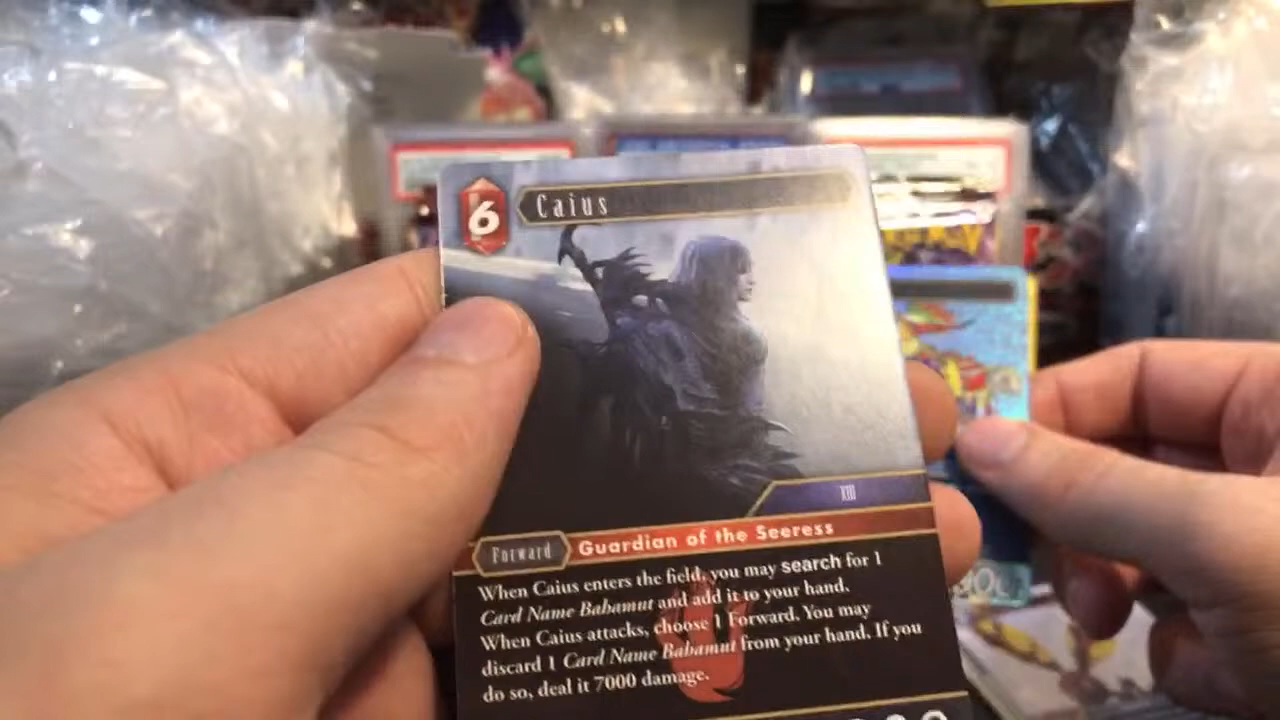 6
Caius
XIII
Forward
Guardian of the Seeress
When Caius enters the field, you may search for 1
Card Name Bahamut and add it to your hand.
When Caius attacks, choose 1 Forward. You may
discard 1 Card Name Bahamut from your hand. If you
do so, deal it 7000 damage.